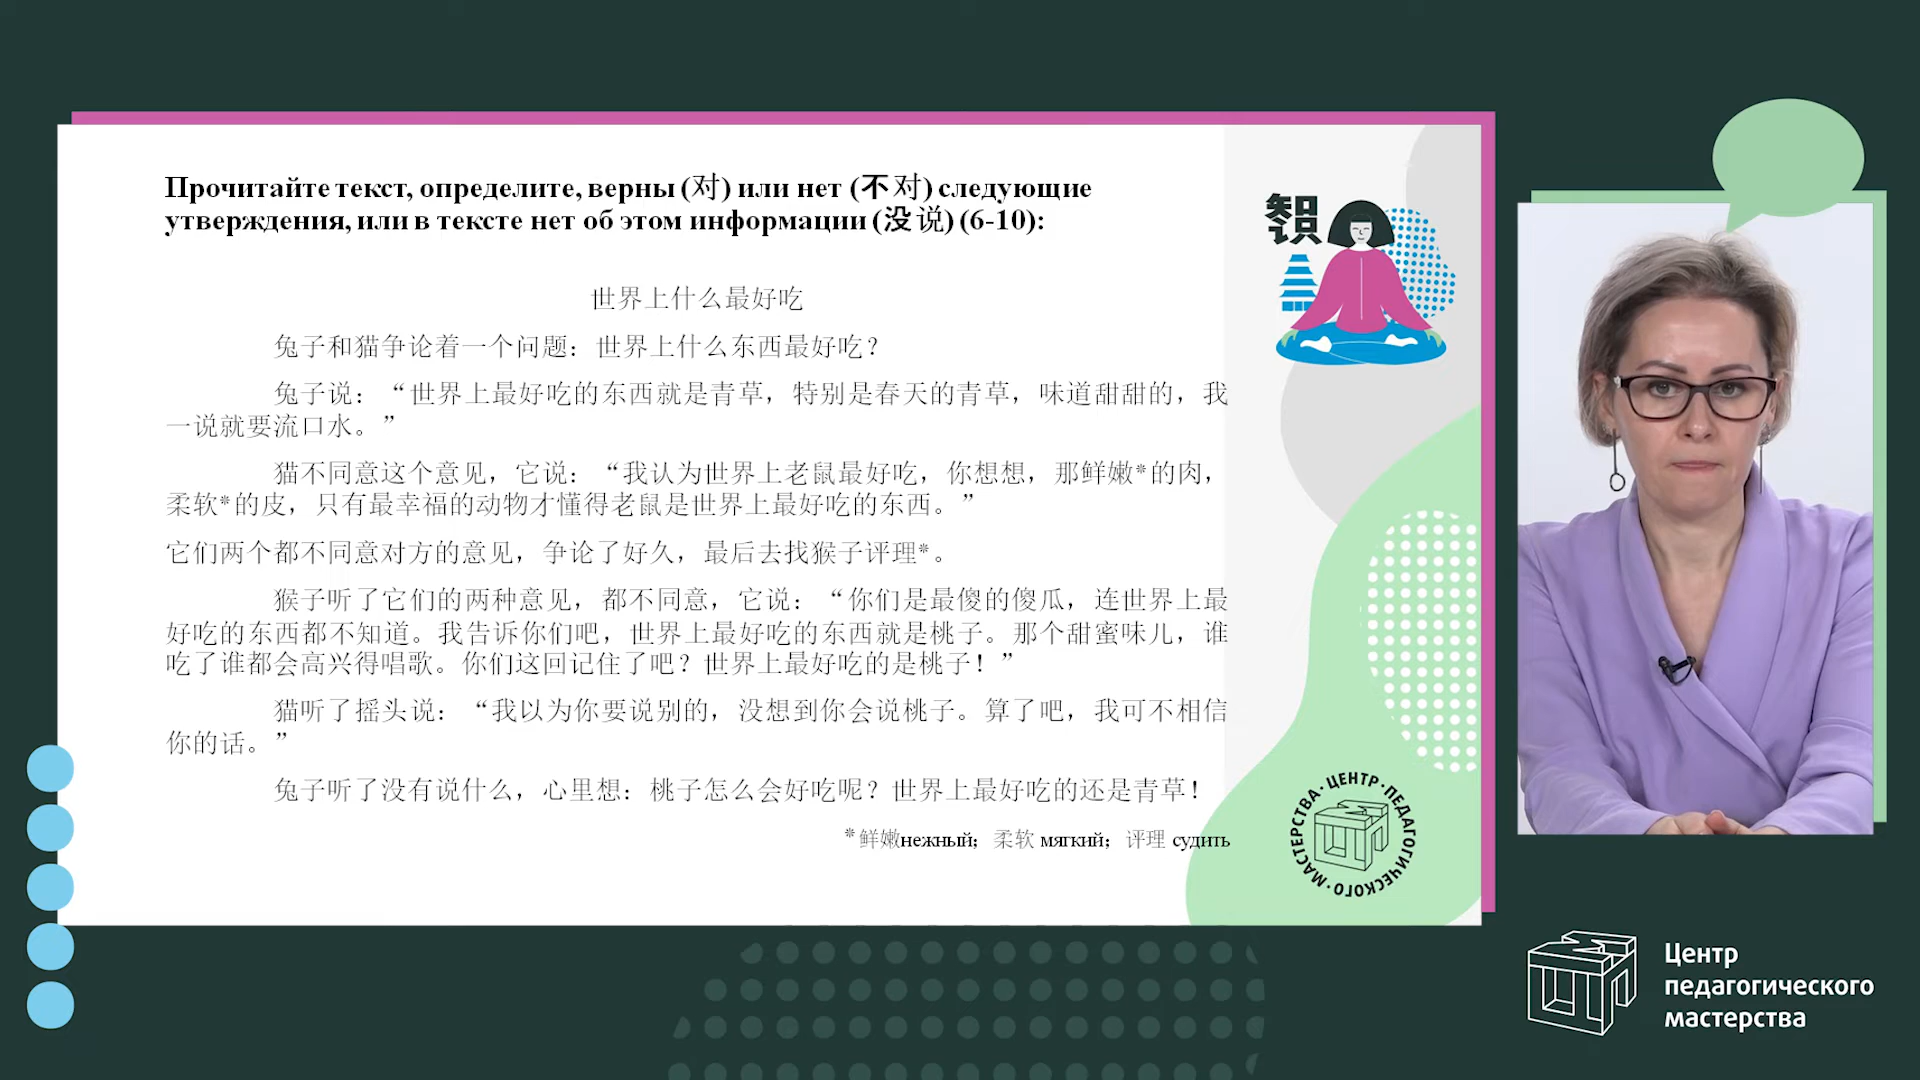 Прочитайте текст, определите, верны (对) или нет (不对) следующие
утверждения, или в тексте нет об этом информации (没说) (6-10):
世界上什么最好吃
兔子和猫争论着一个问题：世界上什么东西最好吃？
兔子说：“世界上最好吃的东西就是青草，特别是春天的青草，味道甜甜的，我
一说就要流口水。”
猫不同意这个意见，它说：“我认为世界上老鼠最好吃，你想想，那鲜嫩*的肉，
柔软*的皮，只有最幸福的动物才懂得老鼠是世界上最好吃的东西。”
它们两个都不同意对方的意见，争论了好久，最后去找猴子评理*。
猴子听了它们的两种意见，都不同意，它说：“你们是最傻的傻瓜，连世界上最
好吃的东西都不知道。我告诉你们吧，世界上最好吃的东西就是桃子。那个甜蜜味儿，谁
吃了谁都会高兴得唱歌。你们这回记住了吧？世界上最好吃的是桃子！”
猫听了摇头说：“我以为你要说别的，没想到你会说桃子。算了吧，我可不相信
你的话。”
兔子听了没有说什么，心里想：桃子怎么会好吃呢？世界上最好吃的还是青草！
*鲜嫩нежный；柔软 мягкий；评理 судить
智识
ЦЕНТР·ПЕДАГОГИЧЕСКОГО·МАСТЕРСТВА·
Центр
педагогического
мастерства